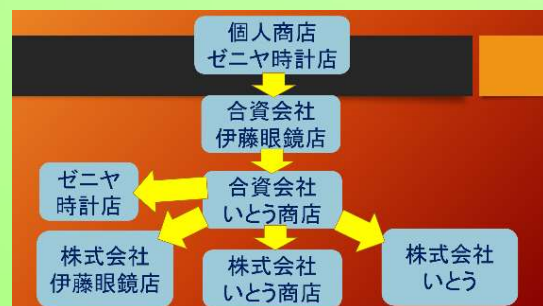 個人商店
ゼニヤ時計店
合資会社
伊藤眼鏡店
合資会社
いとう商店
ゼニヤ
時計店
株式会社
伊藤眼鏡店
株式会社
いとう商店
株式会社
いとう